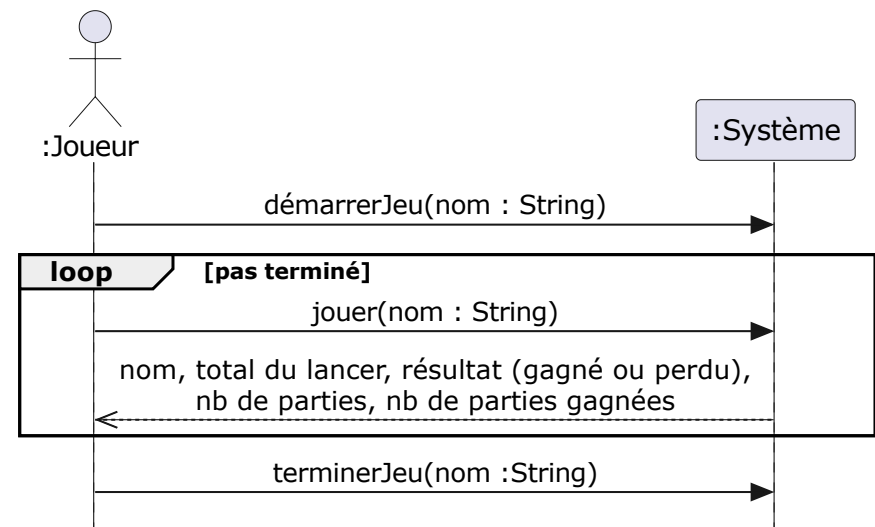 :Joueur
:Système
démarrerJeu(nom : String)
loop [pas terminé]
jouer(nom : String)
nom, total du lancer, résultat (gagné ou perdu),
nb de parties, nb de parties gagnées
terminerJeu(nom :String)